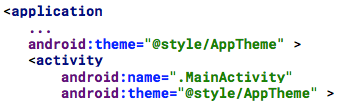 <application
...
android:theme="@style/AppTheme" >
<activity
android:name=".MainActivity"
android:theme="@style/AppTheme" >